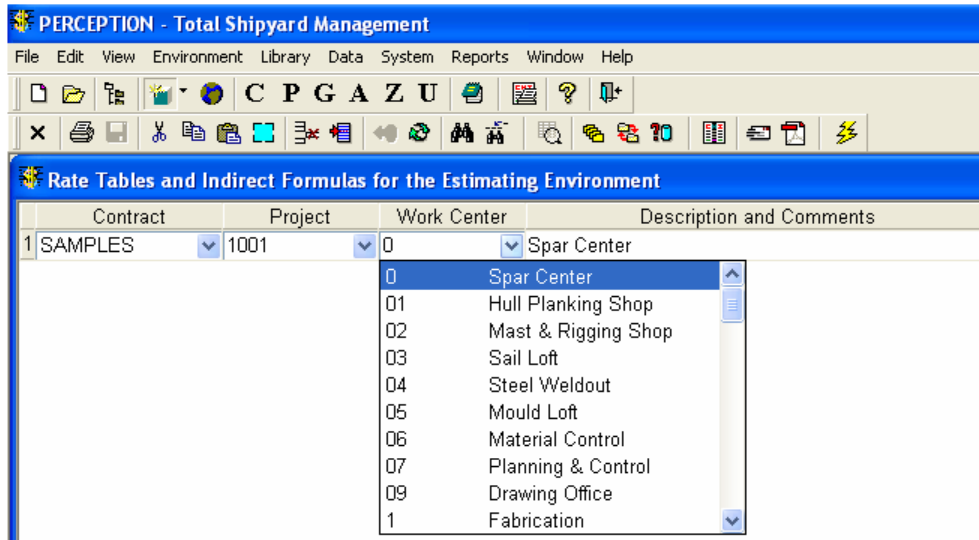 PERCEPTION - Total Shipyard Management
File Edit View Environment Library Data System Reports Window Help
C P G A Z U
Rate Tables and Indirect Formulas for the Estimating Environment
Contract Project Work Center Description and Comments
1 SAMPLES 1001 0 Spar Center
0 Spar Center
01 Hull Planking Shop
02 Mast & Rigging Shop
03 Sail Loft
04 Steel Weldout
05 Mould Loft
06 Material Control
07 Planning & Control
09 Drawing Office
1 Fabrication